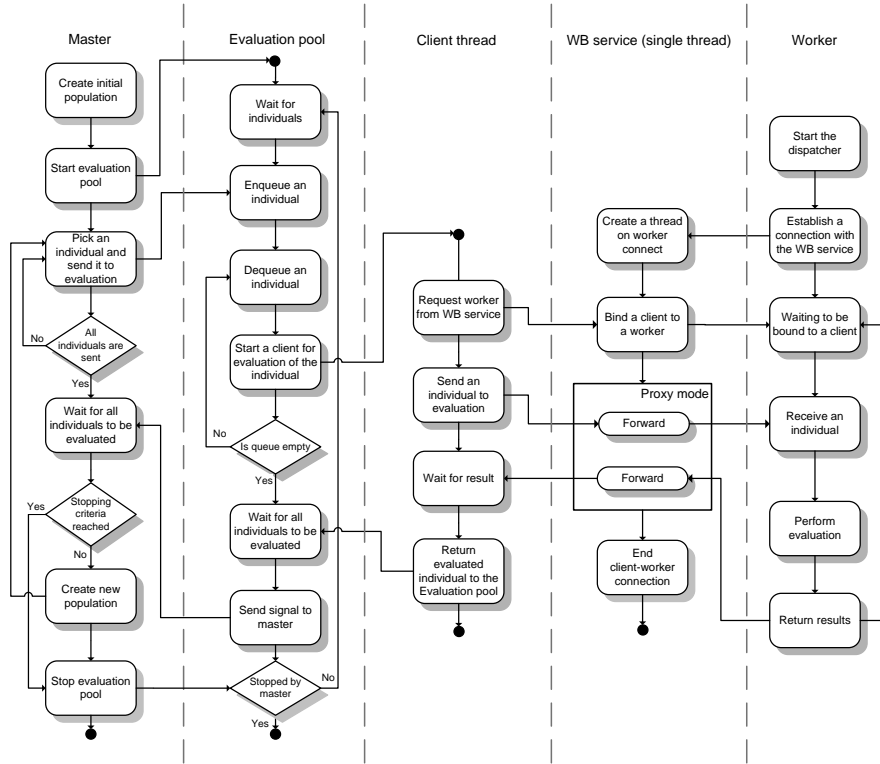 Master
Evaluation pool
Client thread
WB service (single thread)
Worker
Create initial
population
Start evaluation
pool
Pick an
individual and
send it to
evaluation
All
individuals are
sent
No
Yes
Wait for all
individuals to be
evaluated
Stopping
criteria
reached
Yes
No
Create new
population
Stop evaluation
pool
Wait for
individuals
Enqueue an
individual
Dequeue an
individual
Start a client for
evaluation of the
individual
Is queue empty
No
Yes
Wait for all
individuals to be
evaluated
Send signal to
master
Stopped by
master
No
Yes
Request worker
from WB service
Send an
individual to
evaluation
Wait for result
Return
evaluated
individual to the
Evaluation pool
Create a thread
on worker
connect
Bind a client to
a worker
Proxy mode
Forward
Forward
End
client-worker
connection
Start the
dispatcher
Establish a
connection with
the WB service
Waiting to be
bound to a client
Receive an
individual
Perform
evaluation
Return results